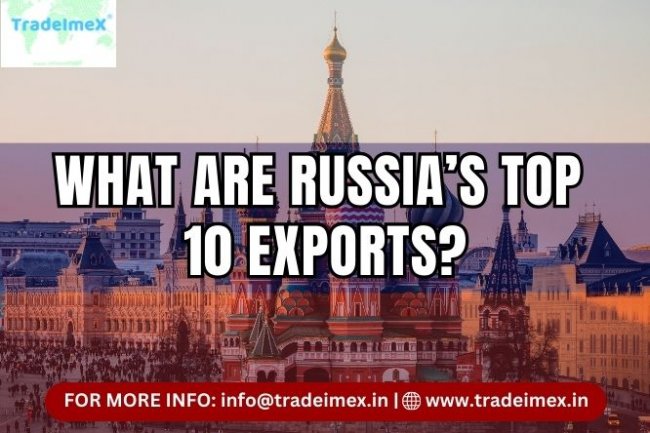 TradeImeX®
WHAT ARE RUSSIA'S TOP
10 EXPORTS?
FOR MORE INFO: info@tradeimex.in | www.tradeimex.in